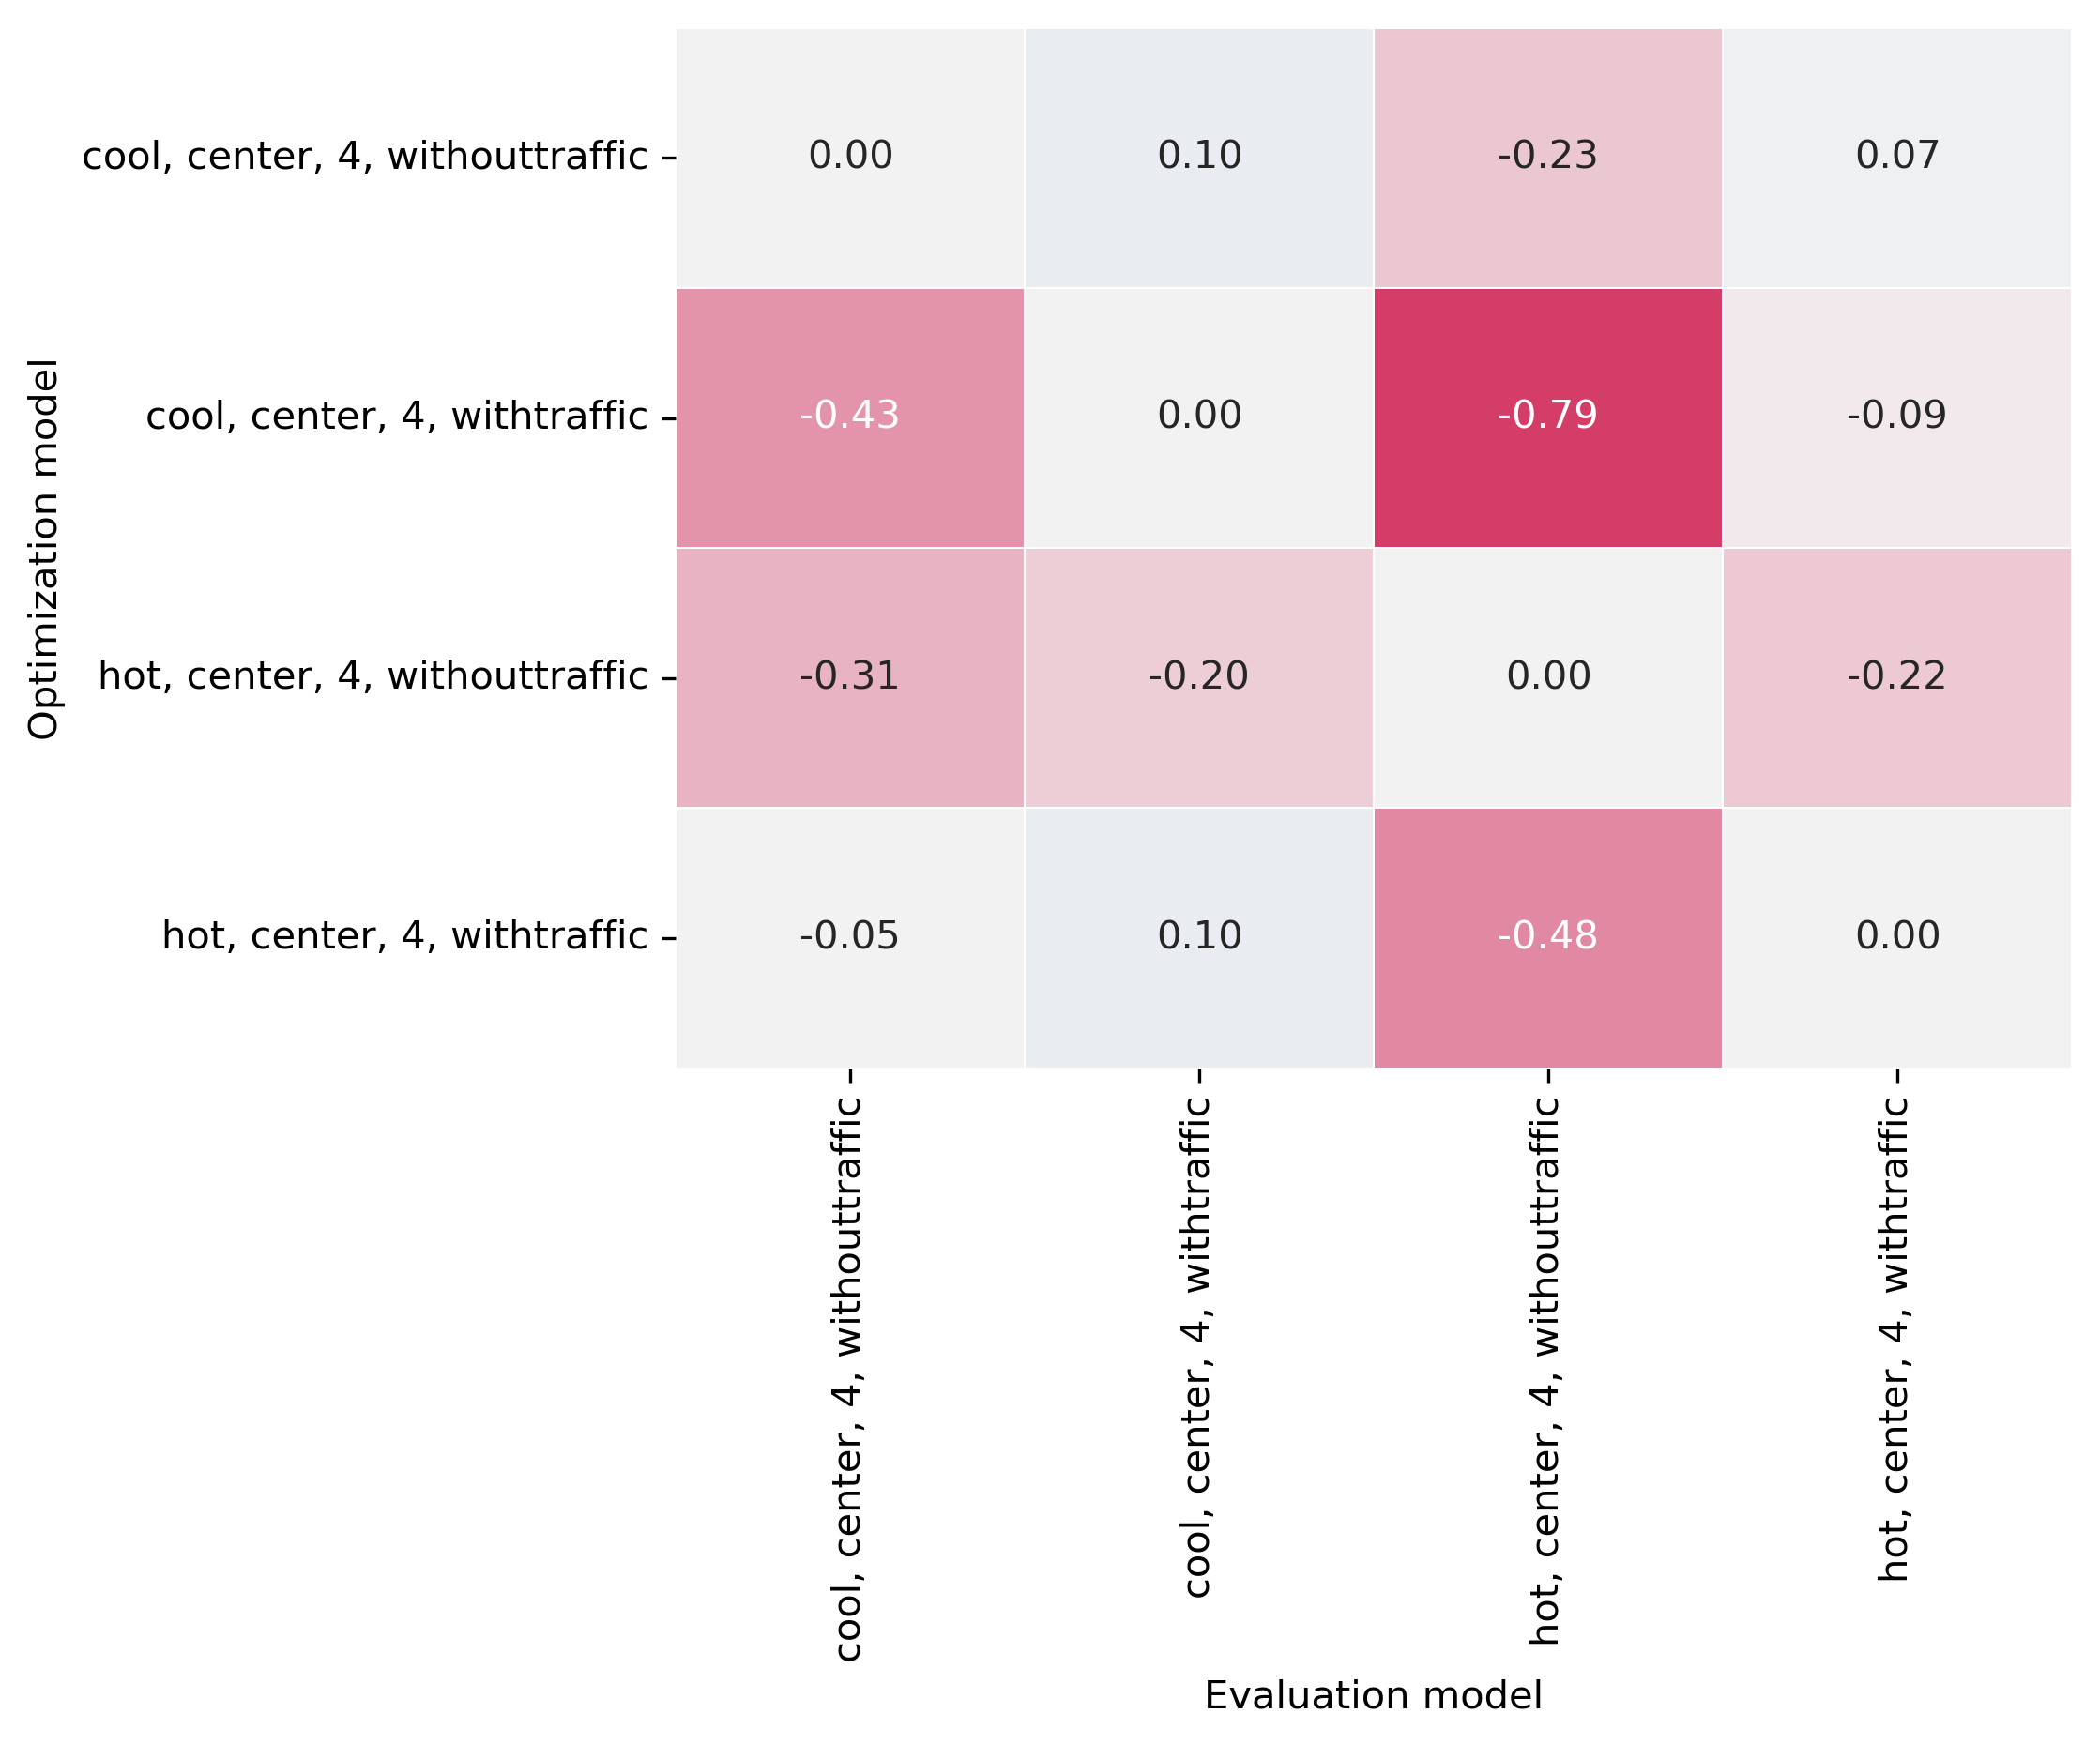 Optimization model
cool, center, 4, withouttraffic
0.00 0.10 -0.23 0.07
cool, center, 4, withtraffic
-0.43 0.00 -0.79 -0.09
hot, center, 4, withouttraffic
-0.31 -0.20 0.00 -0.22
hot, center, 4, withtraffic
-0.05 0.10 -0.48 0.00
cool, center, 4, withouttraffic
cool, center, 4, withtraffic
hot, center, 4, withouttraffic
hot, center, 4, withtraffic
Evaluation model